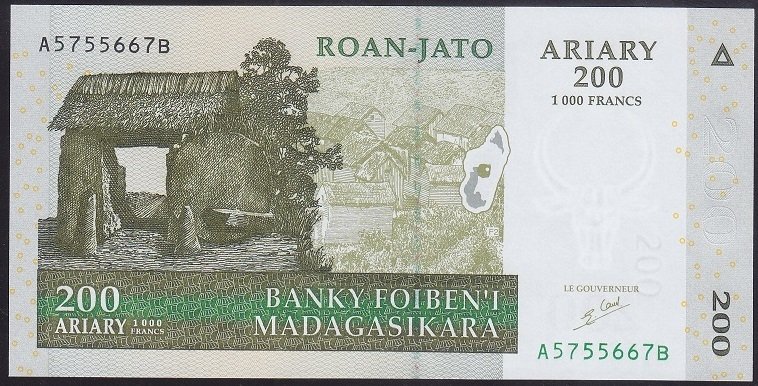 A5755667B
ROAN-JATO
ARIARY
200
1 000 FRANCS
200
200
LE GOUVERNEUR
200
ARIARY 1 000 FRANCS
BANKY FOIBEN'I
MADAGASIKARA
A5755667B
200